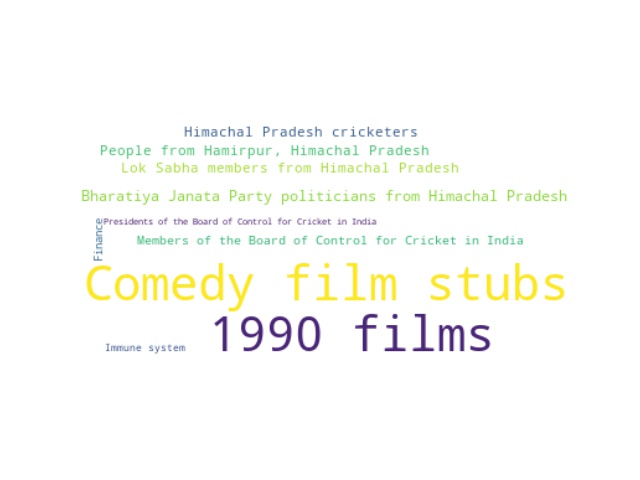 Himachal Pradesh cricketers
People from Hamirpur, Himachal Pradesh
Lok Sabha members from Himachal Pradesh
Bharatiya Janata Party politicians from Himachal Pradesh
Finance
Presidents of the Board of Control for Cricket in India
Members of the Board of Control for Cricket in India
Comedy film stubs
1990 films
Immune system